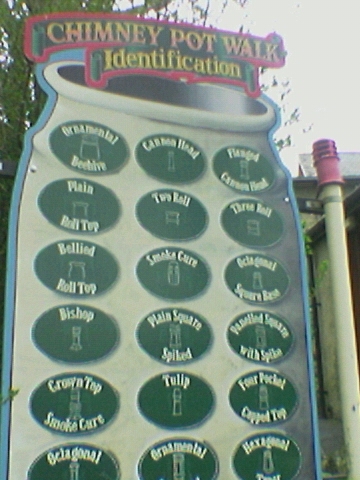 CHIMNEY POT WALK
Identification
Ornamental
Beehive
Cannon Head
Flanged
Cannon Head
Plain
Roll Top
Two Roll
Three Roll
Bellied
Roll Top
Smoke Cure
Octagonal
Square Base
Bishop
Plain Square
Spiked
Panelled Square
with Spike
Crown Top
Smoke Cure
Tulip
Four Pocket
Capped Top
Octagonal
Ornamental
Hexagonal